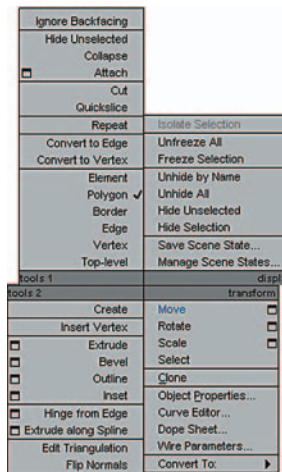 Ignore Backfacing
Hide Unselected
Collapse
Attach
Cut
Quickslice
Repeat
Convert to Edge
Convert to Vertex
Element
Polygon
Border
Edge
Vertex
Top-level
tools 1
Isolate Selection
Unfreeze All
Freeze Selection
Unhide by Name
Unhide All
Hide Unselected
Hide Selection
Save Scene State...
Manage Scene States...
displ
tools 2
Create
Insert Vertex
Extrude
Bevel
Outline
Inset
Hinge from Edge
Extrude along Spline
Edit Triangulation
Flip Normals
transform
Move
Rotate
Scale
Select
Clone
Object Properties...
Curve Editor...
Dope Sheet...
Wire Parameters...
Convert To: